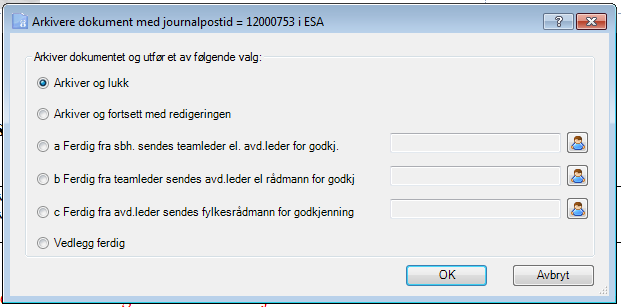 Arkivere dokument med journalpostid = 12000753 i ESA
Arkiver dokumentet og utfør et av følgende valg:
Arkiver og lukk
Arkiver og fortsett med redigeringen
a Ferdig fra sbh. sendes teamleder el. avd.leder for godkj.
b Ferdig fra teamleder sendes avd.leder el rådmann for godkj
c Ferdig fra avd.leder sendes fylkesrådmann for godkjenning
Vedlegg ferdig
OK
Avbryt